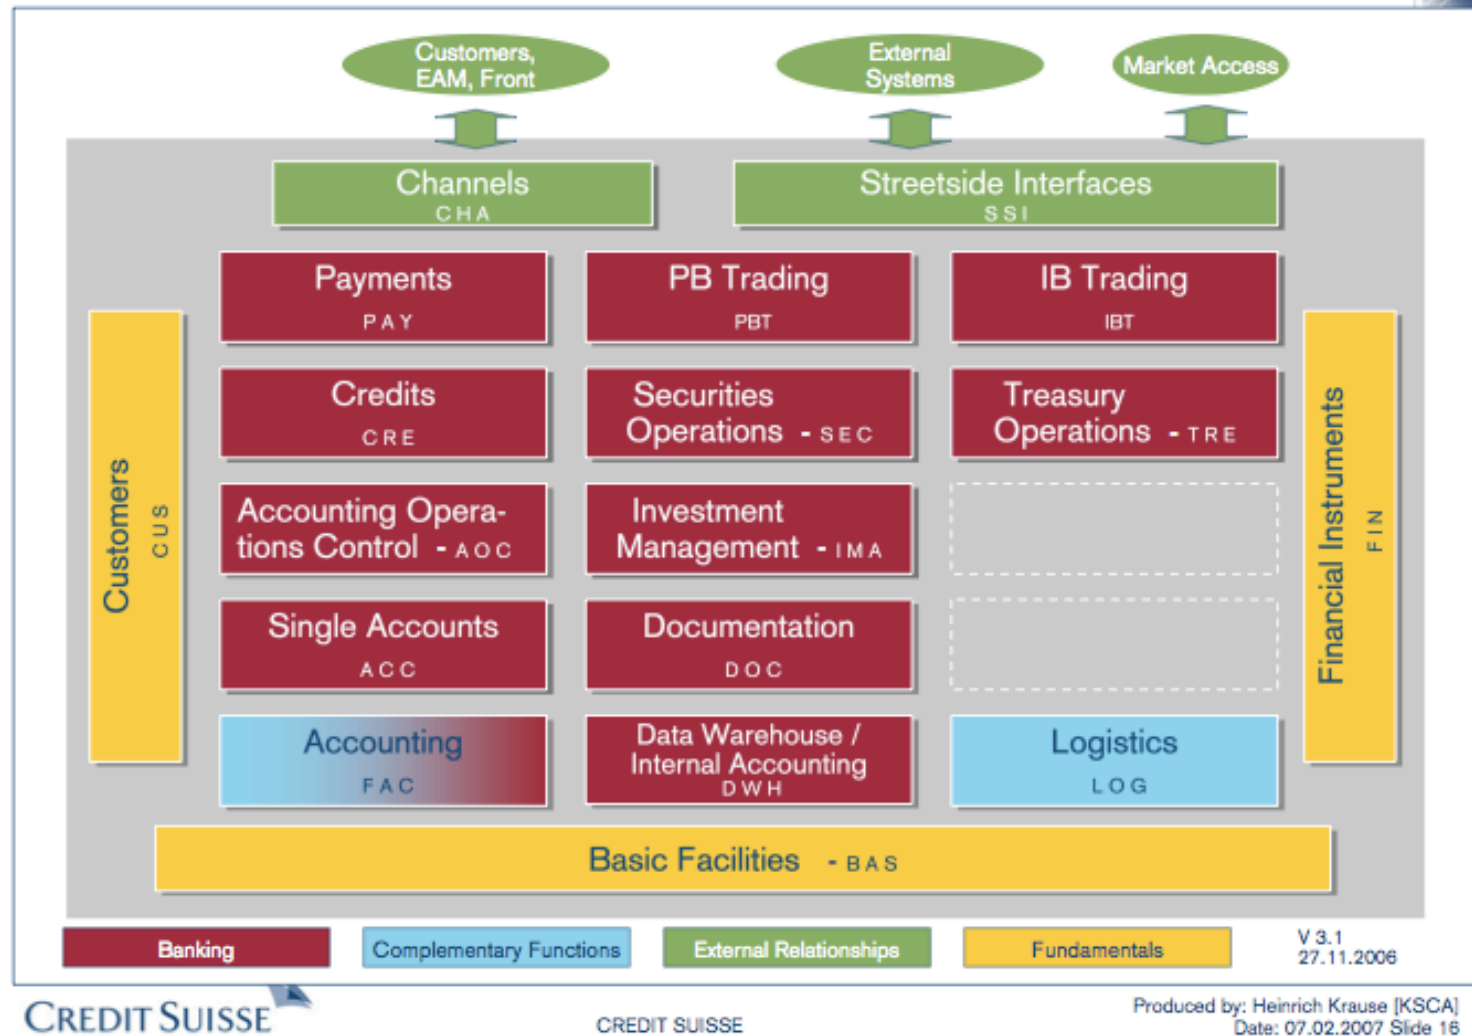 Customers,
EAM, Front
External
Systems
Market Access
Channels
CHA
Streetside Interfaces
SSI
Payments
PAY
PB Trading
PBT
IB Trading
IBT
Credits
CRE
Securities
Operations - SEC
Treasury
Operations - TRE
Customers
CUS
Accounting Opera-
tions Control - AOC
Investment
Management - IMA
Financial Instruments
FIN
Single Accounts
ACC
Documentation
DOC
Accounting
FAC
Data Warehouse /
Internal Accounting
DWH
Logistics
LOG
Basic Facilities - BAS
Banking
Complementary Functions
External Relationships
Fundamentals
V 3.1
27.11.2006
CREDIT SUISSE
CREDIT SUISSE
Produced by: Heinrich Krause [KSCA]
Date: 07.02.2007 Slide 16